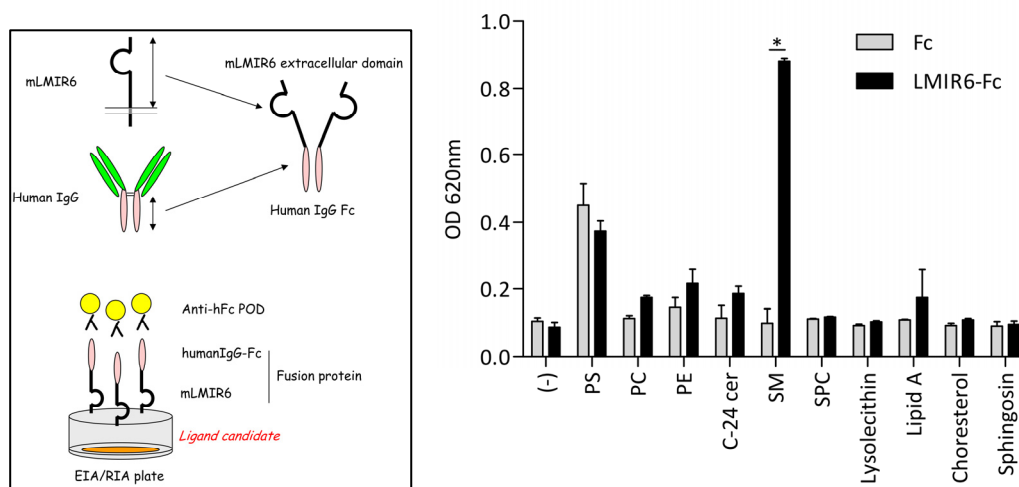 mLMIR6
mLMIR6 extracellular domain
Human IgG
Human IgG Fc
Anti-hFc POD
humanIgG-Fc
Fusion protein
mLMIR6
Ligand candidate
EIA/RIA plate
OD 620nm
1.0
0.8
0.6
0.4
0.2
0.0
*
Fc
LMIR6-Fc
(-)
PS
PC
PE
C-24 cer
SM
SPC
Lysolecithin
Lipid A
Choresterol
Sphingosin